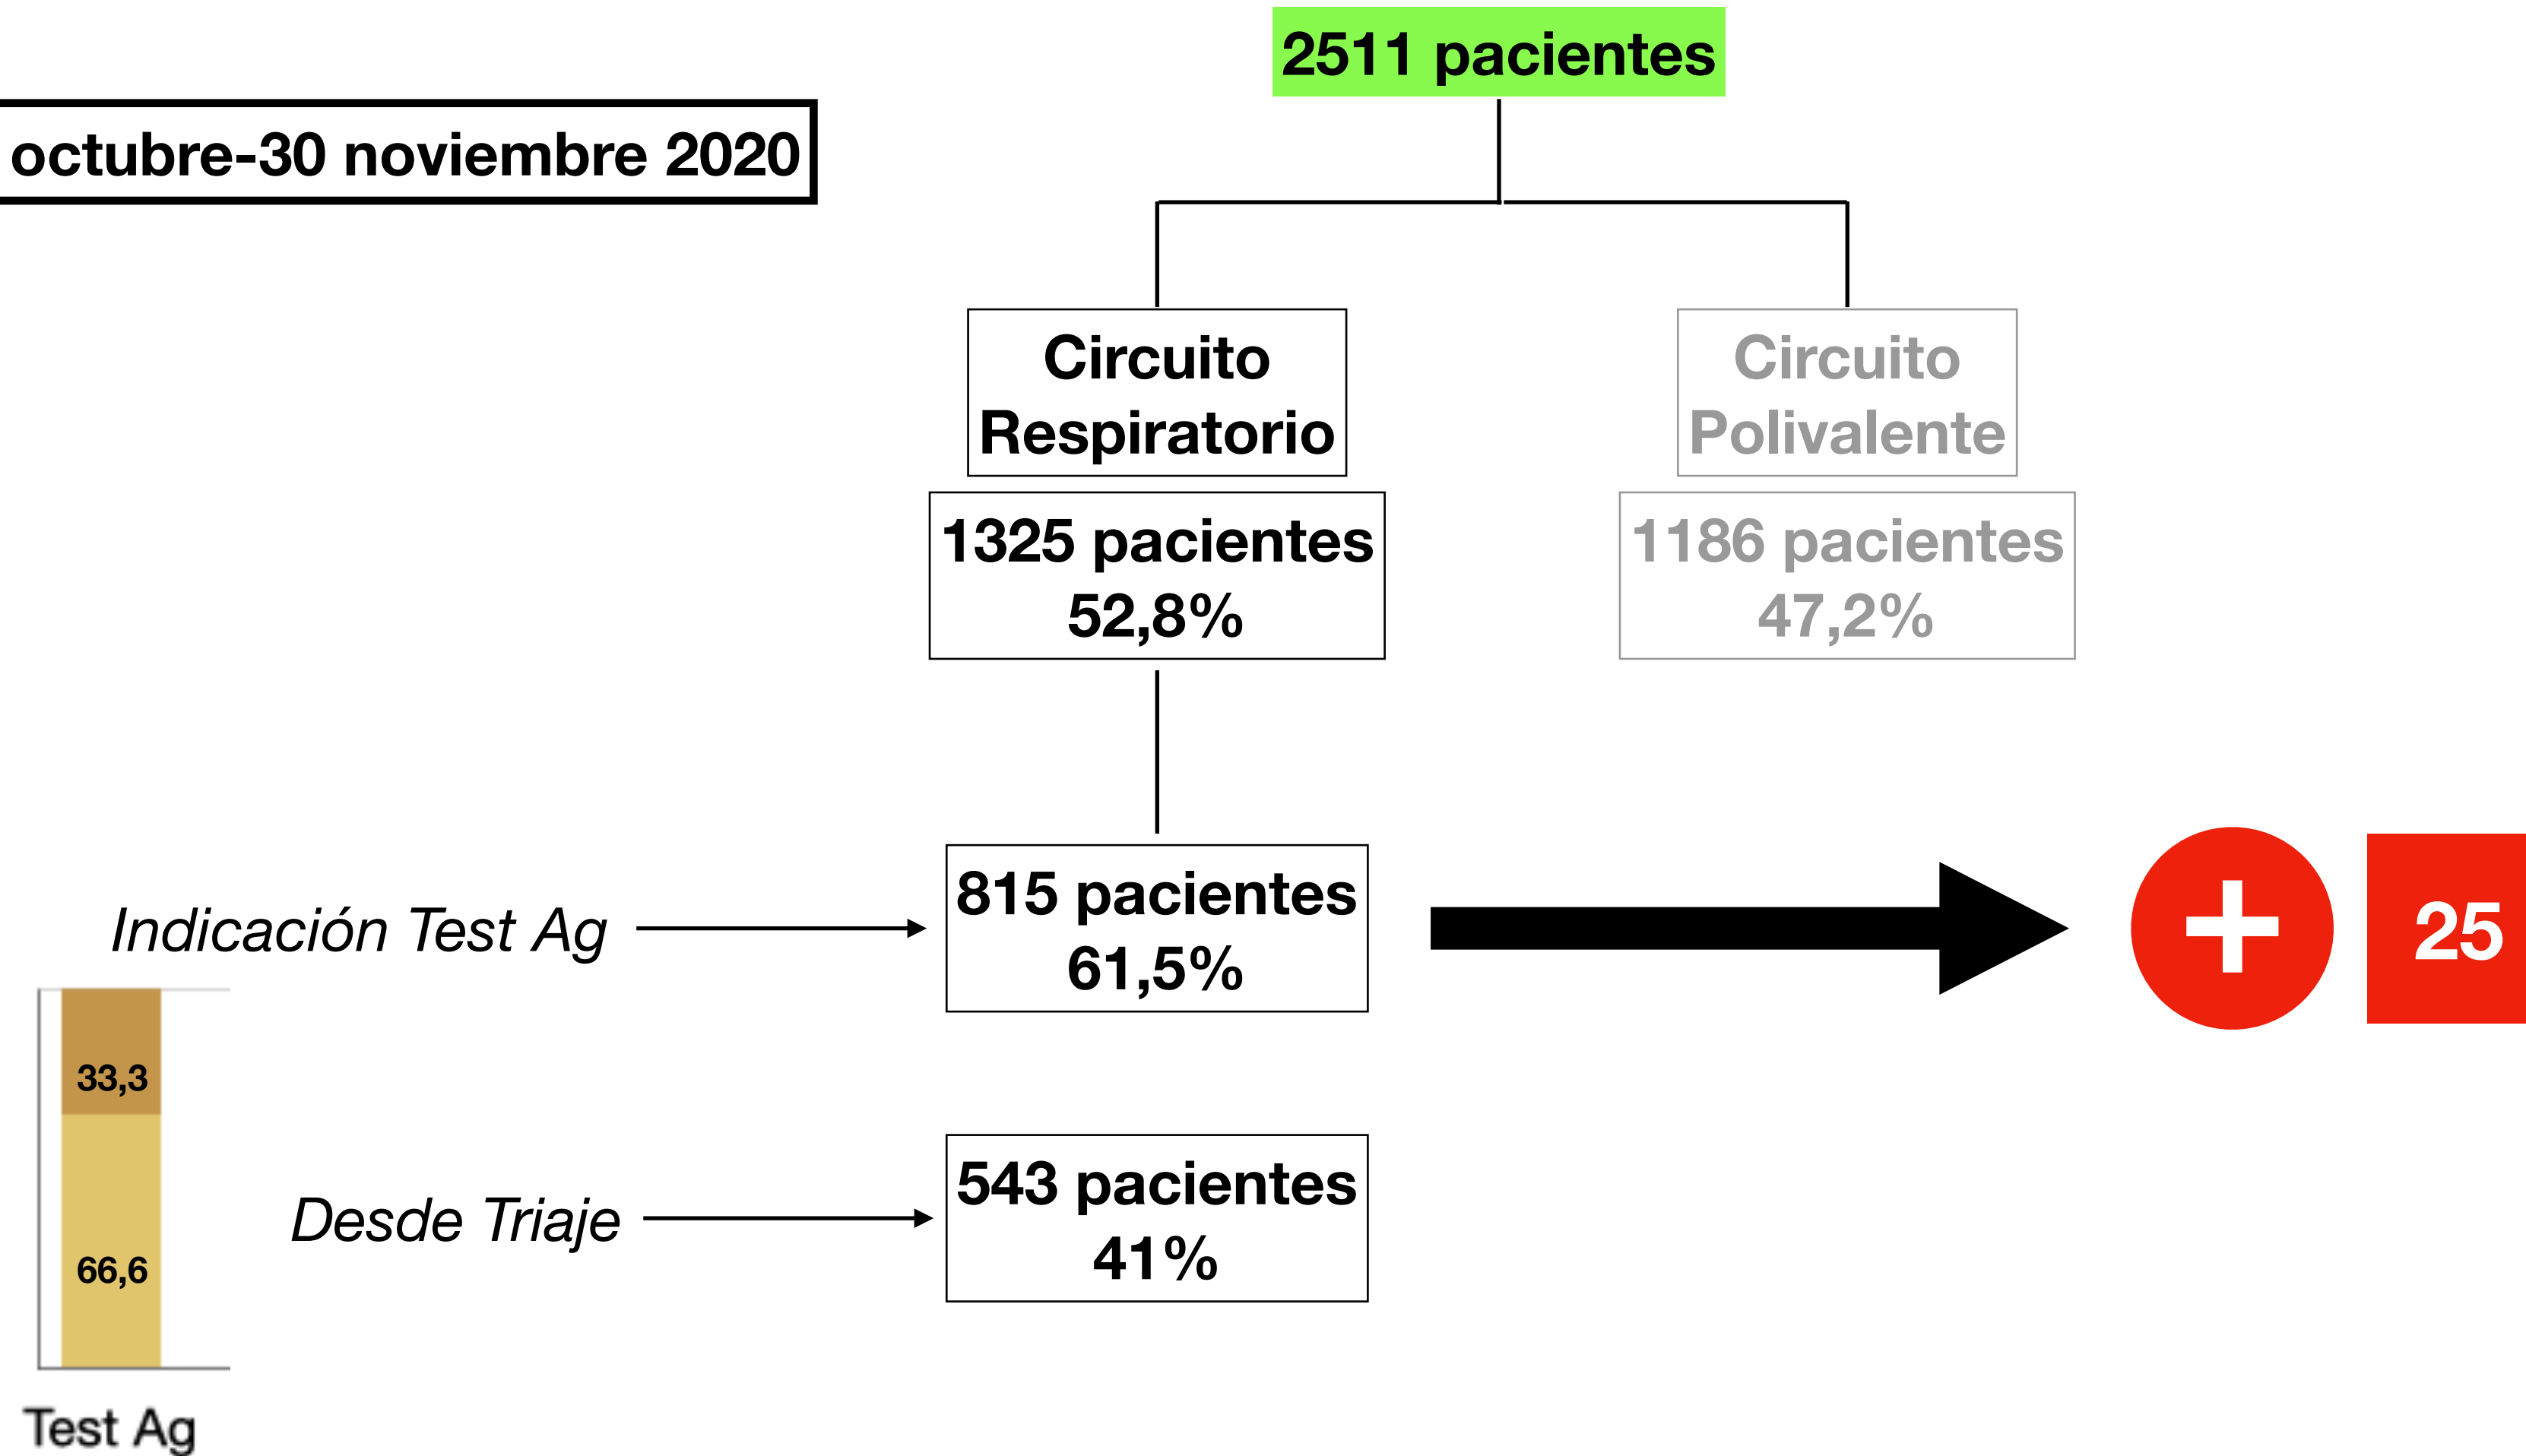 2511 pacientes
octubre-30 noviembre 2020
Circuito
Respiratorio
Circuito
Polivalente
1325 pacientes
52,8%
1186 pacientes
47,2%
Indicación Test Ag
815 pacientes
61,5%
+
25
33,3
66,6
Desde Triaje
543 pacientes
41%
Test Ag